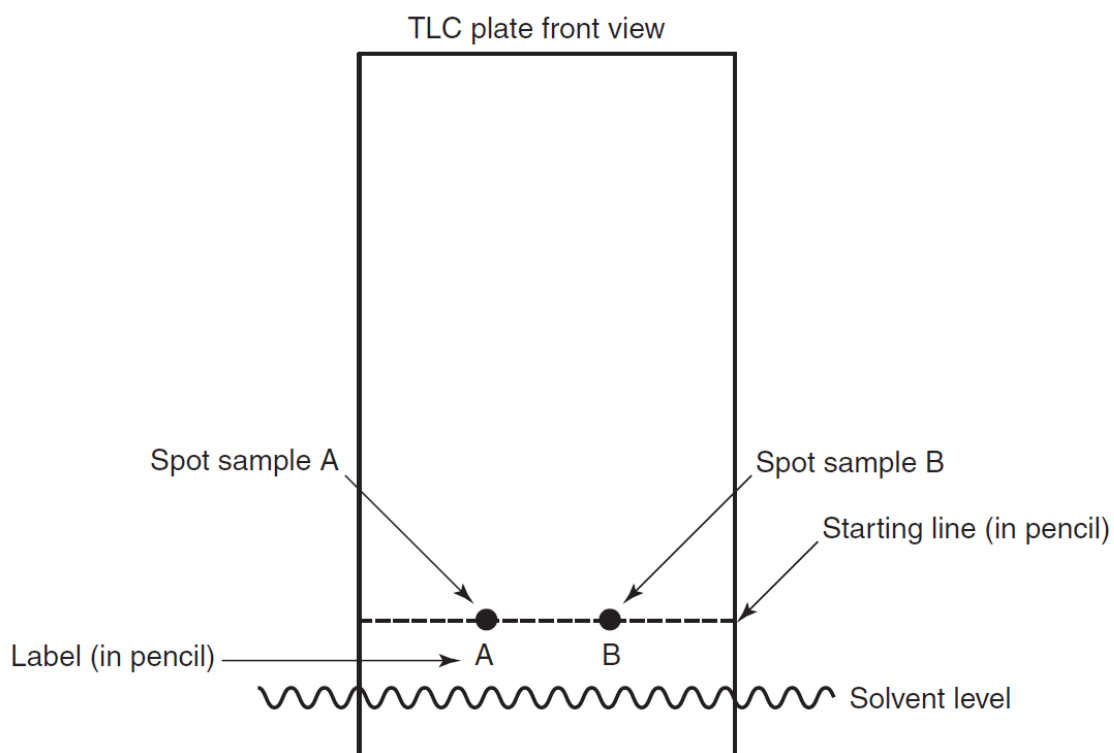 TLC plate front view
Spot sample A
Spot sample B
Starting line (in pencil)
Label (in pencil)
A
B
Solvent level